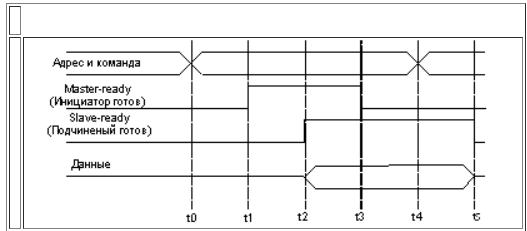 Адрес и команда
Master-ready
(Инициатор готов)
Slave-ready
(Подчиненый готов)
Данные
t0 t1 t2 t3 t4 t5